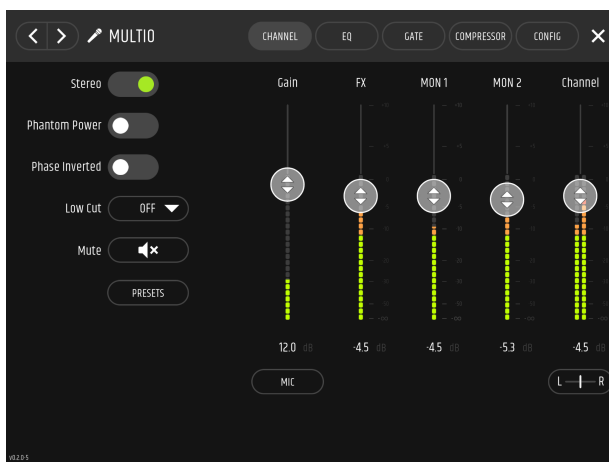 MULTIO
CHANNEL
EQ
GATE
COMPRESSOR
CONFIG
Stereo
Phantom Power
Phase Inverted
Low Cut
OFF
Mute
PRESETS
Gain
FX
MON 1
MON 2
Channel
12.0 dB
-4.5 dB
-4.5 dB
-5.3 dB
-4.5 dB
MIC
L R
v0.2.0-5